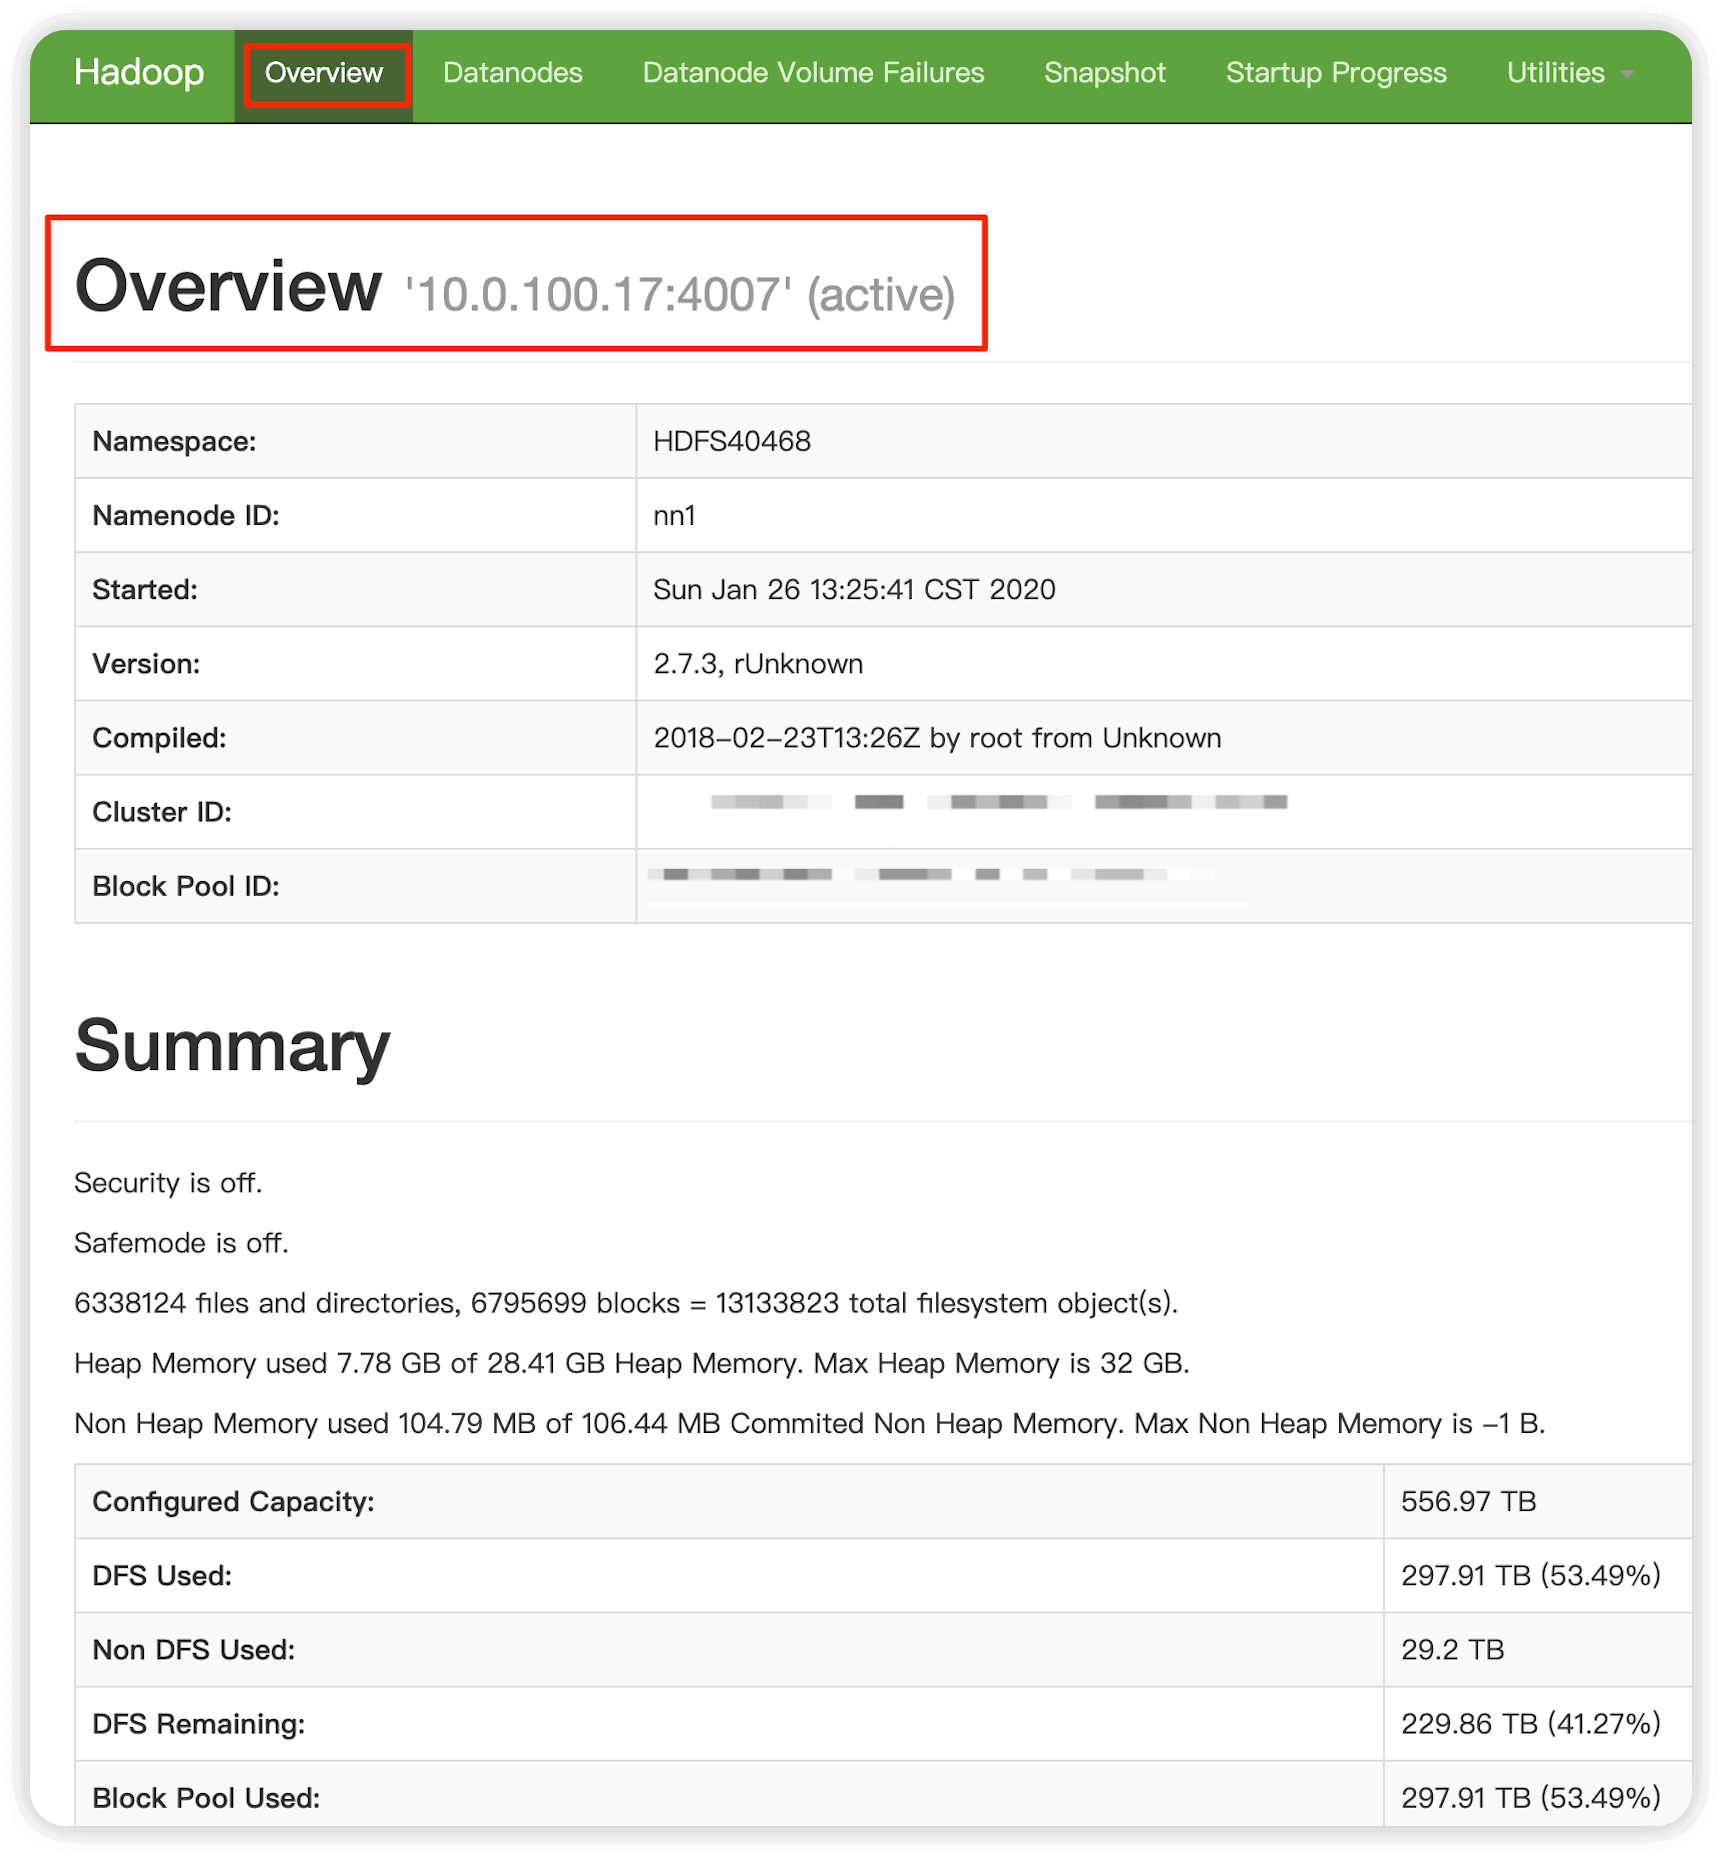 Hadoop Overview Datanodes Datanode Volume Failures Snapshot Startup Progress Utilities
Overview '10.0.100.17:4007' (active)
Namespace: HDFS40468
Namenode ID: nn1
Started: Sun Jan 26 13:25:41 CST 2020
Version: 2.7.3, rUnknown
Compiled: 2018-02-23T13:26Z by root from Unknown
Cluster ID:
Block Pool ID:
Summary
Security is off.
Safemode is off.
6338124 files and directories, 6795699 blocks = 13133823 total filesystem object(s).
Heap Memory used 7.78 GB of 28.41 GB Heap Memory. Max Heap Memory is 32 GB.
Non Heap Memory used 104.79 MB of 106.44 MB Commited Non Heap Memory. Max Non Heap Memory is -1 B.
Configured Capacity: 556.97 TB
DFS Used: 297.91 TB (53.49%)
Non DFS Used: 29.2 TB
DFS Remaining: 229.86 TB (41.27%)
Block Pool Used: 297.91 TB (53.49%)